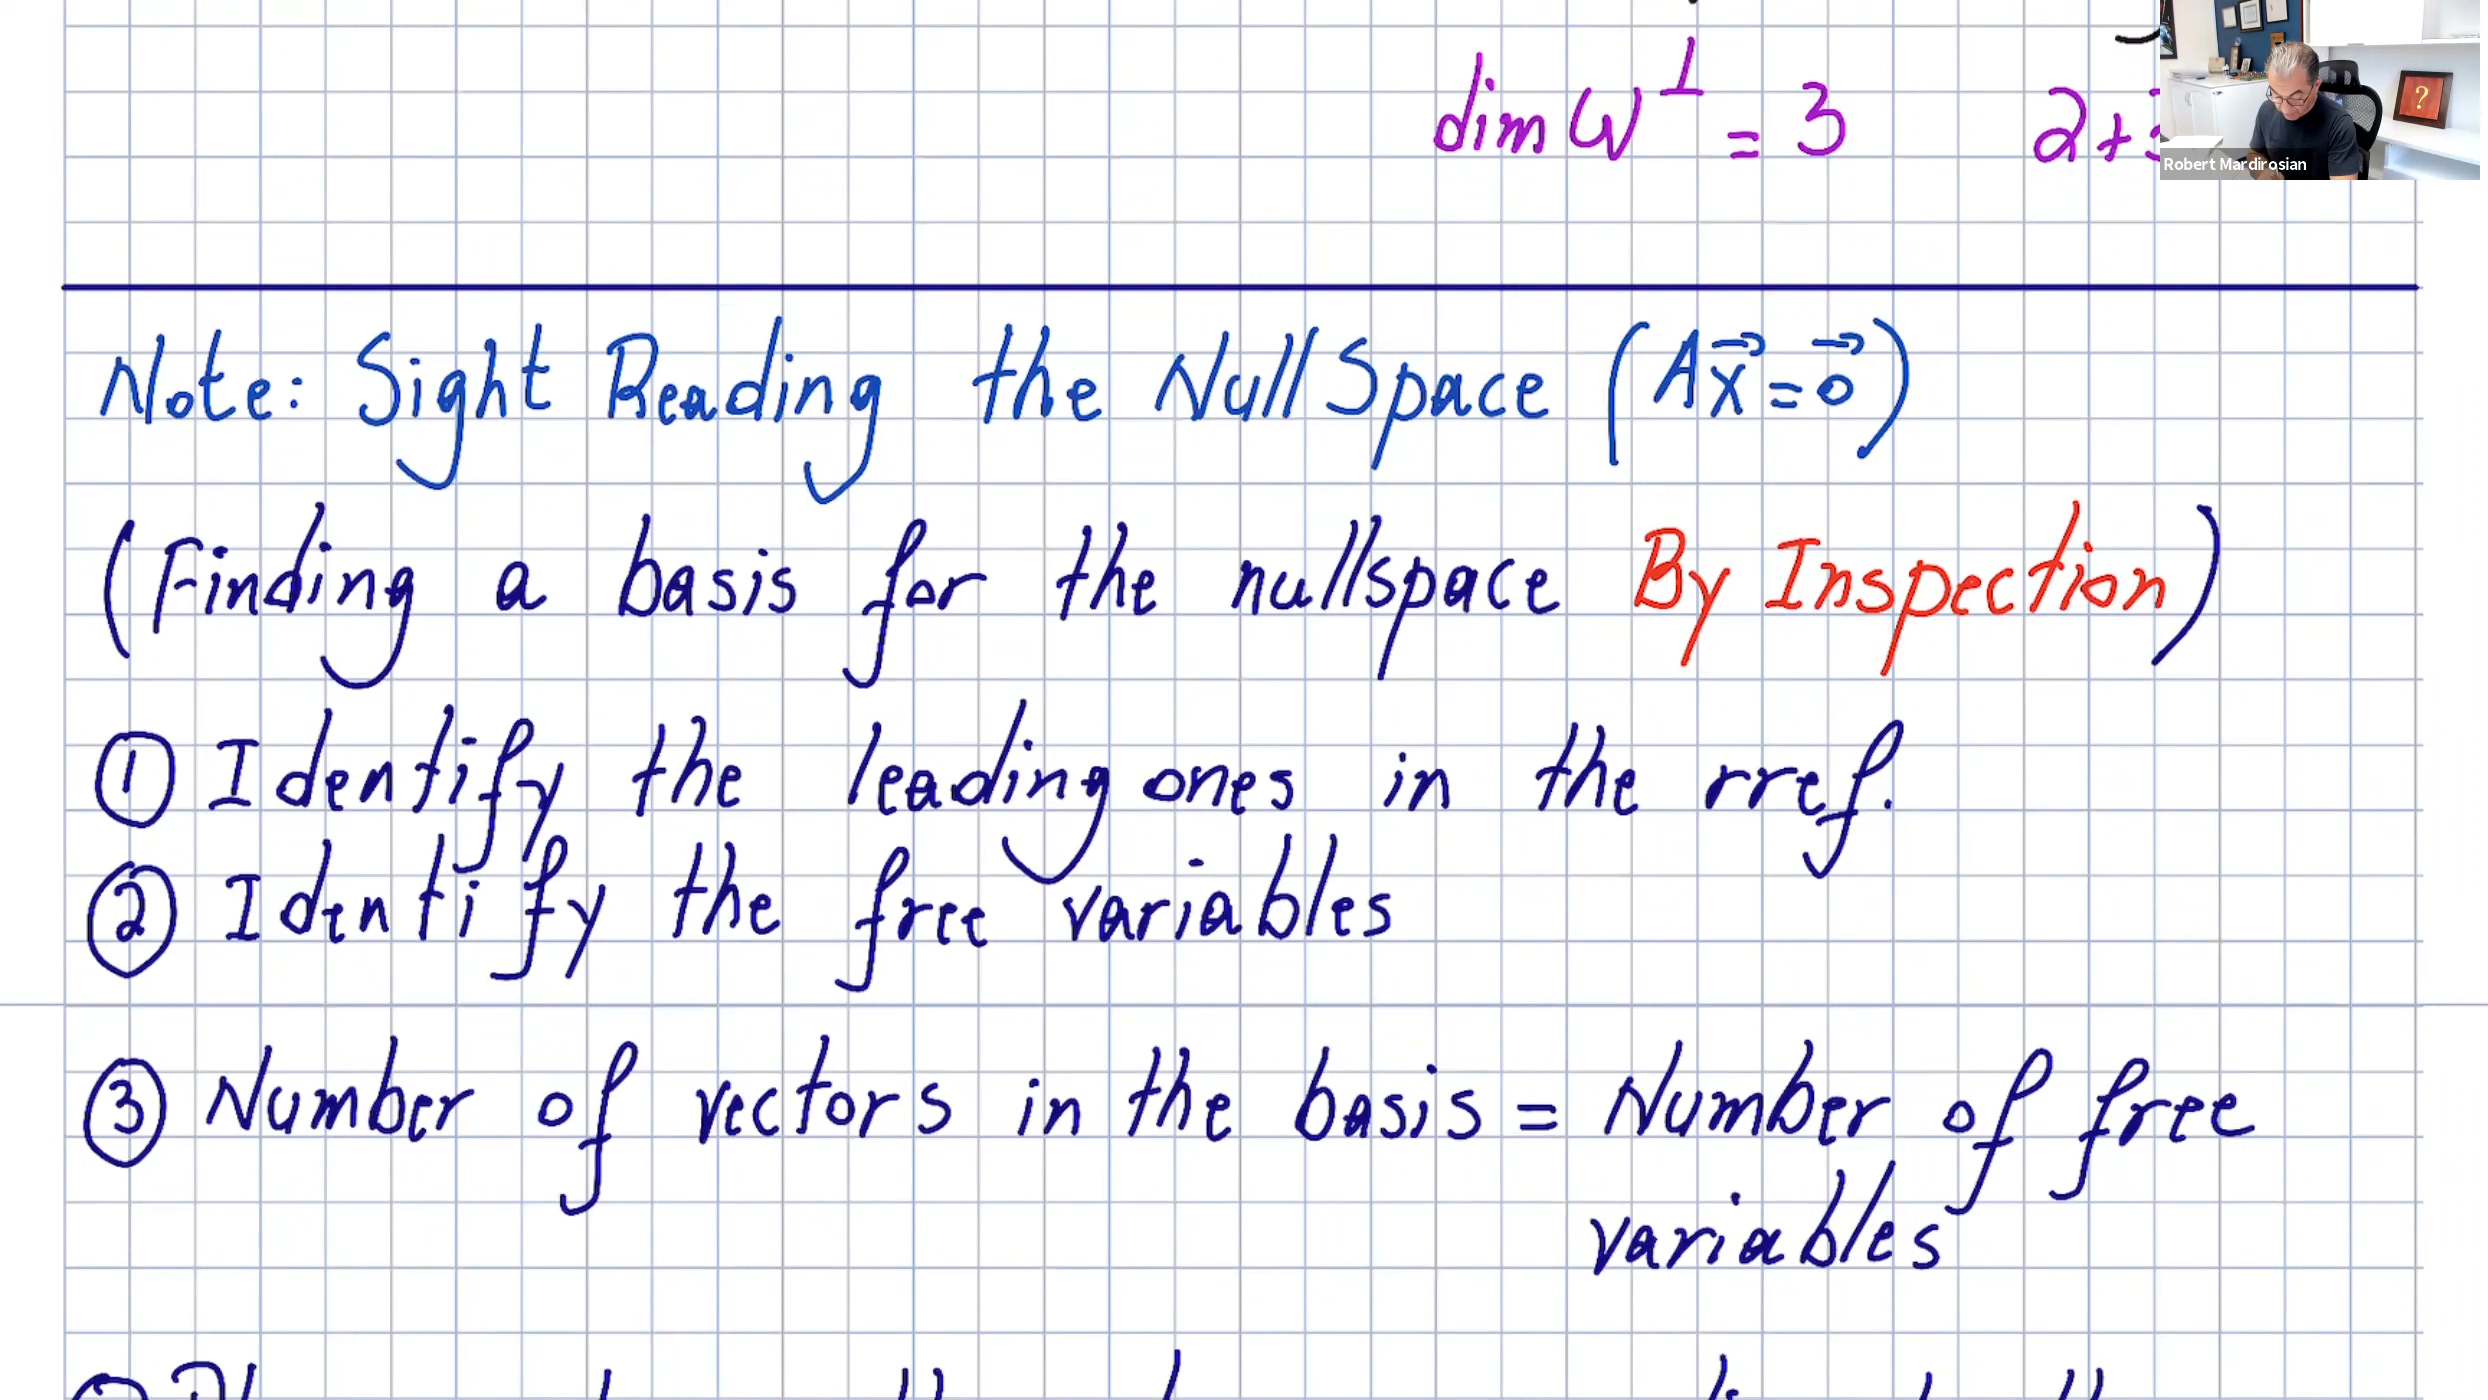 dim W⊥ = 3 2+
?
Robert Mardirosian
Note: Sight Reading the NullSpace (Ax⃗=0⃗)
(Finding a basis for the nullspace By Inspection)
① Identify the leading ones in the rref.
② Identify the free variables
③ Number of vectors in the basis = Number of free
variables